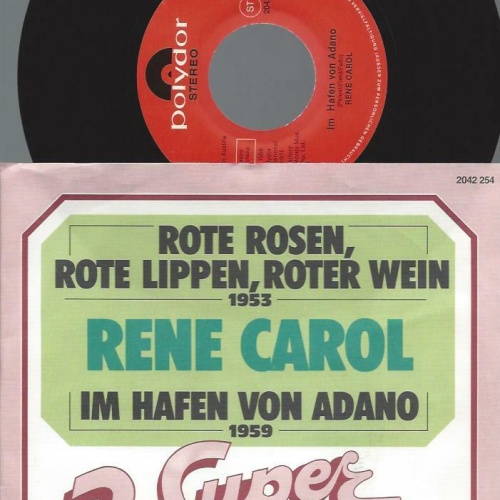 polydor
STEREO
Im Hafen von Adano
RENE CAROL
2042 254
ROTE ROSEN,
ROTE LIPPEN, ROTER WEIN
1953
RENE CAROL
IM HAFEN VON ADANO
1959
Super